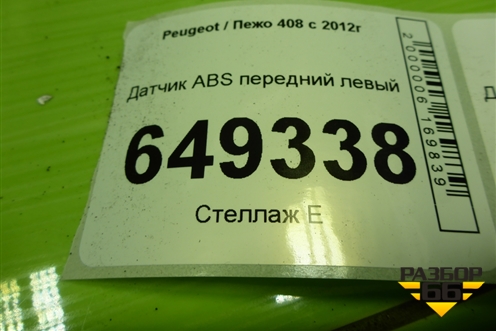 Peugeot / Пежо 408 с 2012г
Датчик ABS передний левый
649338
Стеллаж Е
2000006169839
Д
РАЗБОР
66